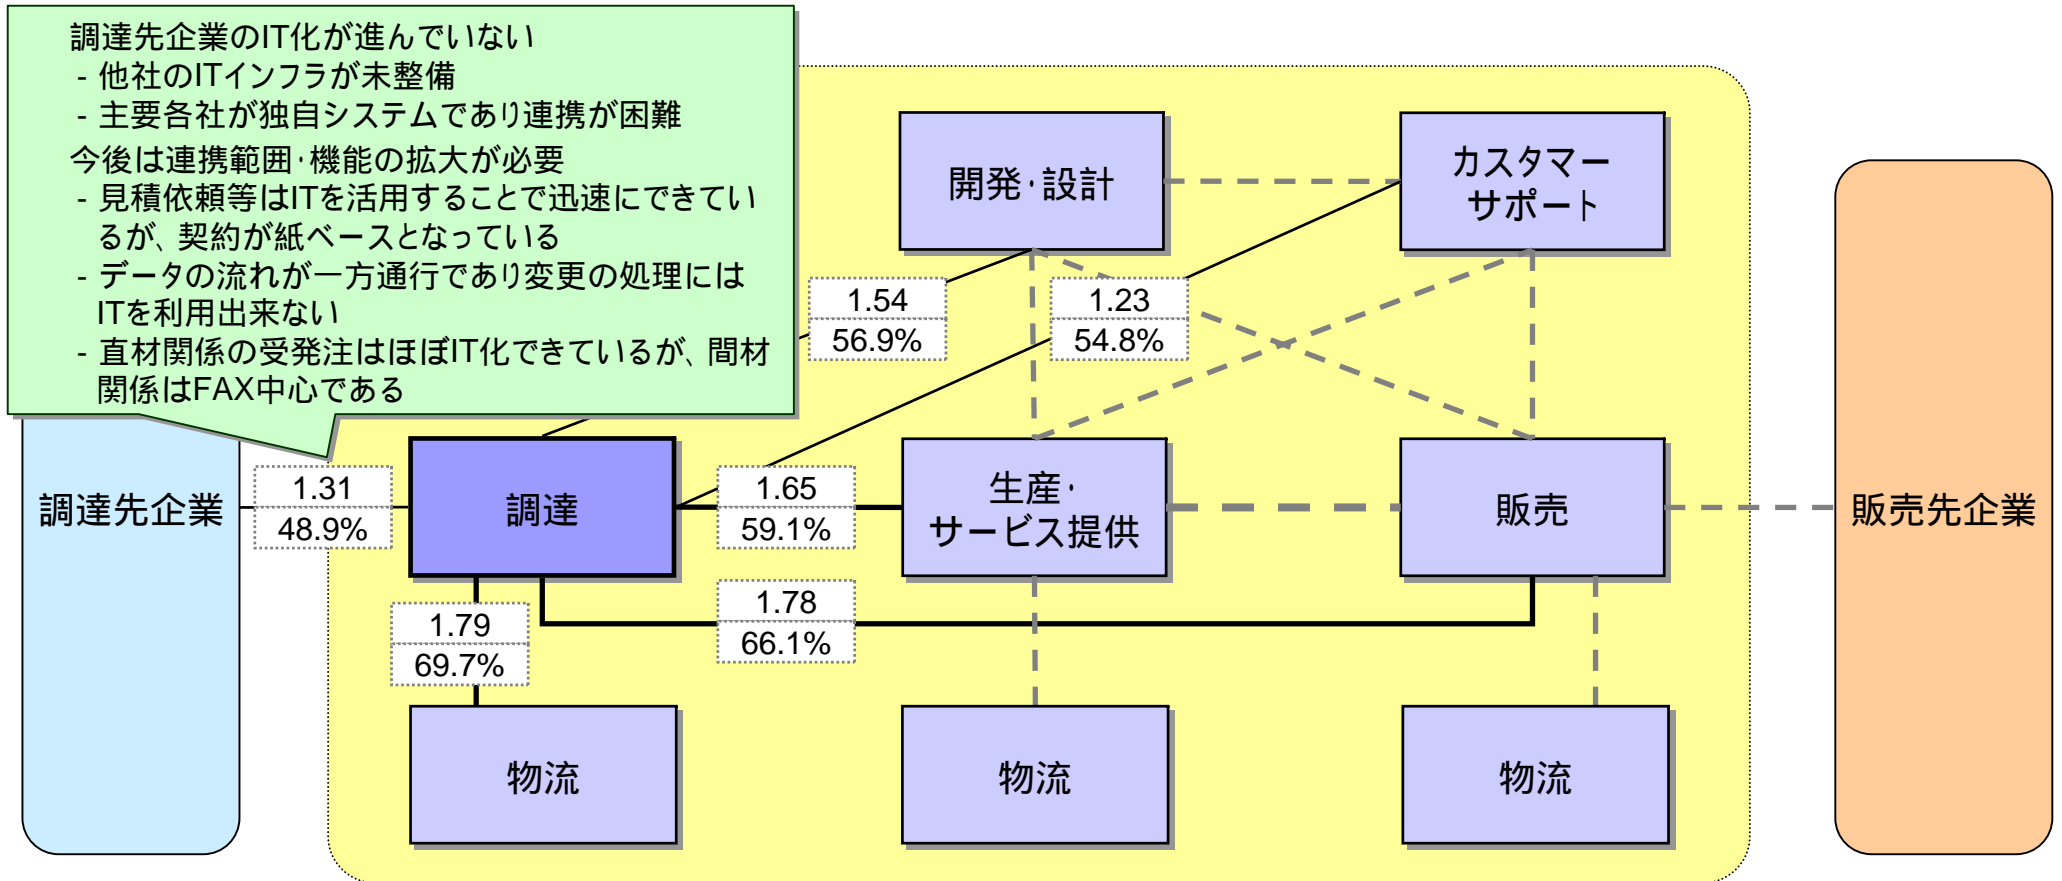 調達先企業のIT化が進んでいない
- 他社のITインフラが未整備
- 主要各社が独自システムであり連携が困難
今後は連携範囲・機能の拡大が必要
- 見積依頼等はITを活用することで迅速にできてい
るが、契約が紙ベースとなっている
- データの流れが一方通行であり変更の処理には
ITを利用出来ない
- 直材関係の受発注はほぼIT化できているが、間材
関係はFAX中心である
開発・設計
カスタマー
サポート
1.54
56.9%
1.23
54.8%
調達先企業
1.31
48.9%
調達
1.65
59.1%
生産・
サービス提供
販売
販売先企業
1.79
69.7%
1.78
66.1%
物流
物流
物流